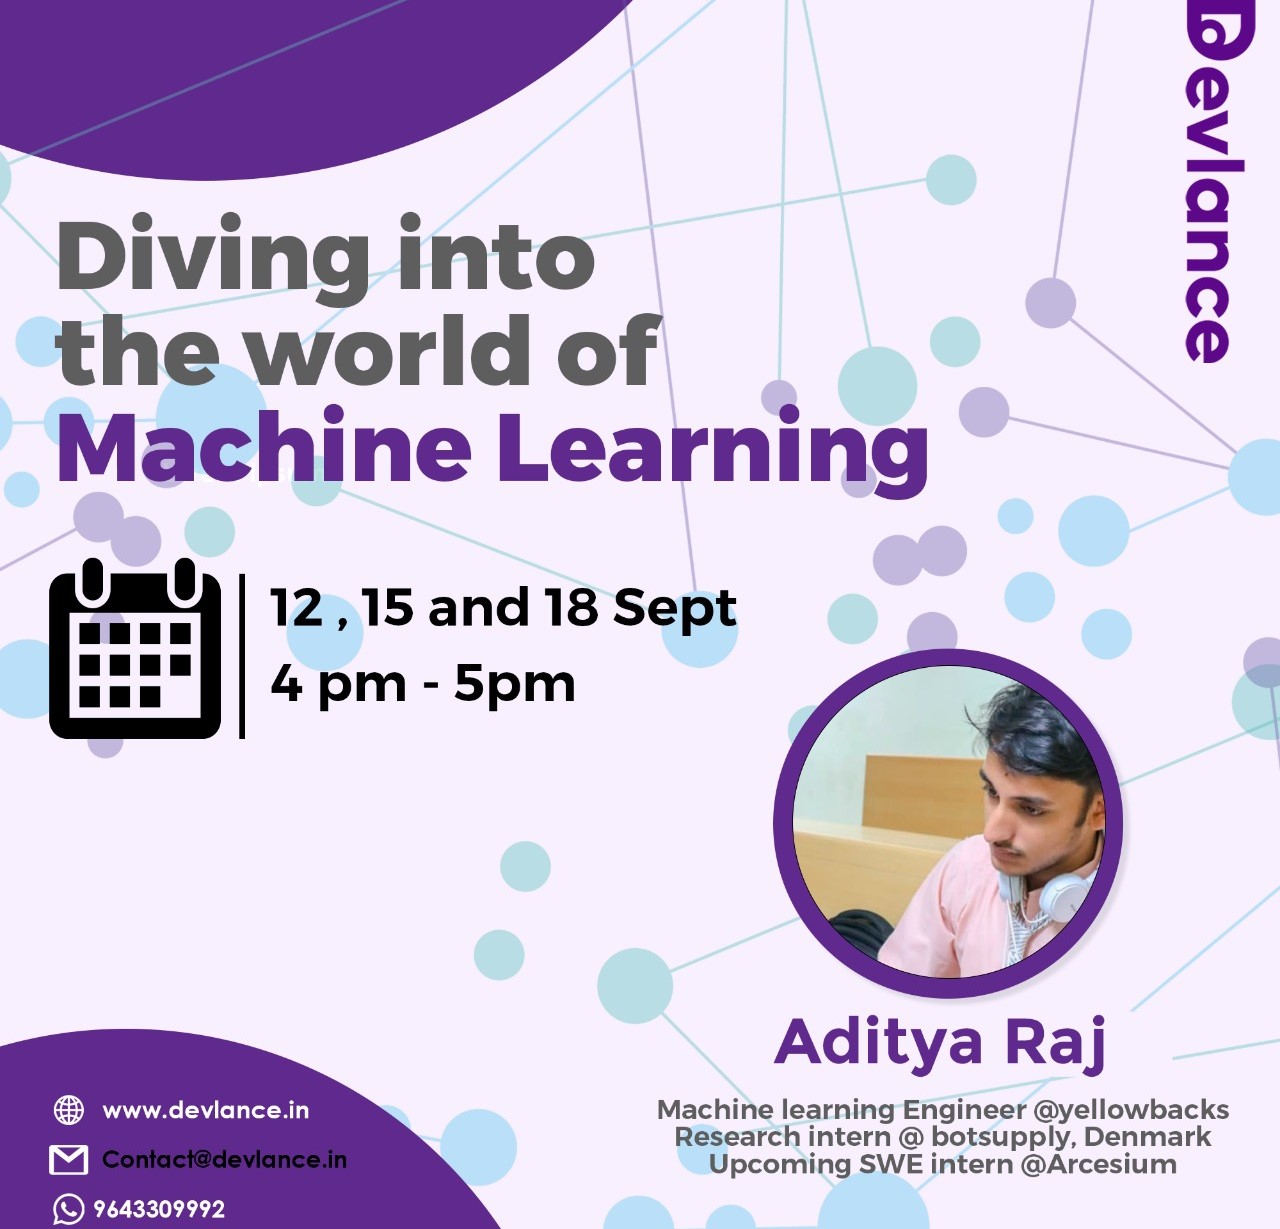 Devlance
Diving into
the world of
Machine Learning
12 , 15 and 18 Sept
4 pm - 5pm
Aditya Raj
Machine learning Engineer @yellowbacks
Research intern @ botsupply, Denmark
Upcoming SWE intern @Arcesium
www.devlance.in
Contact@devlance.in
9643309992